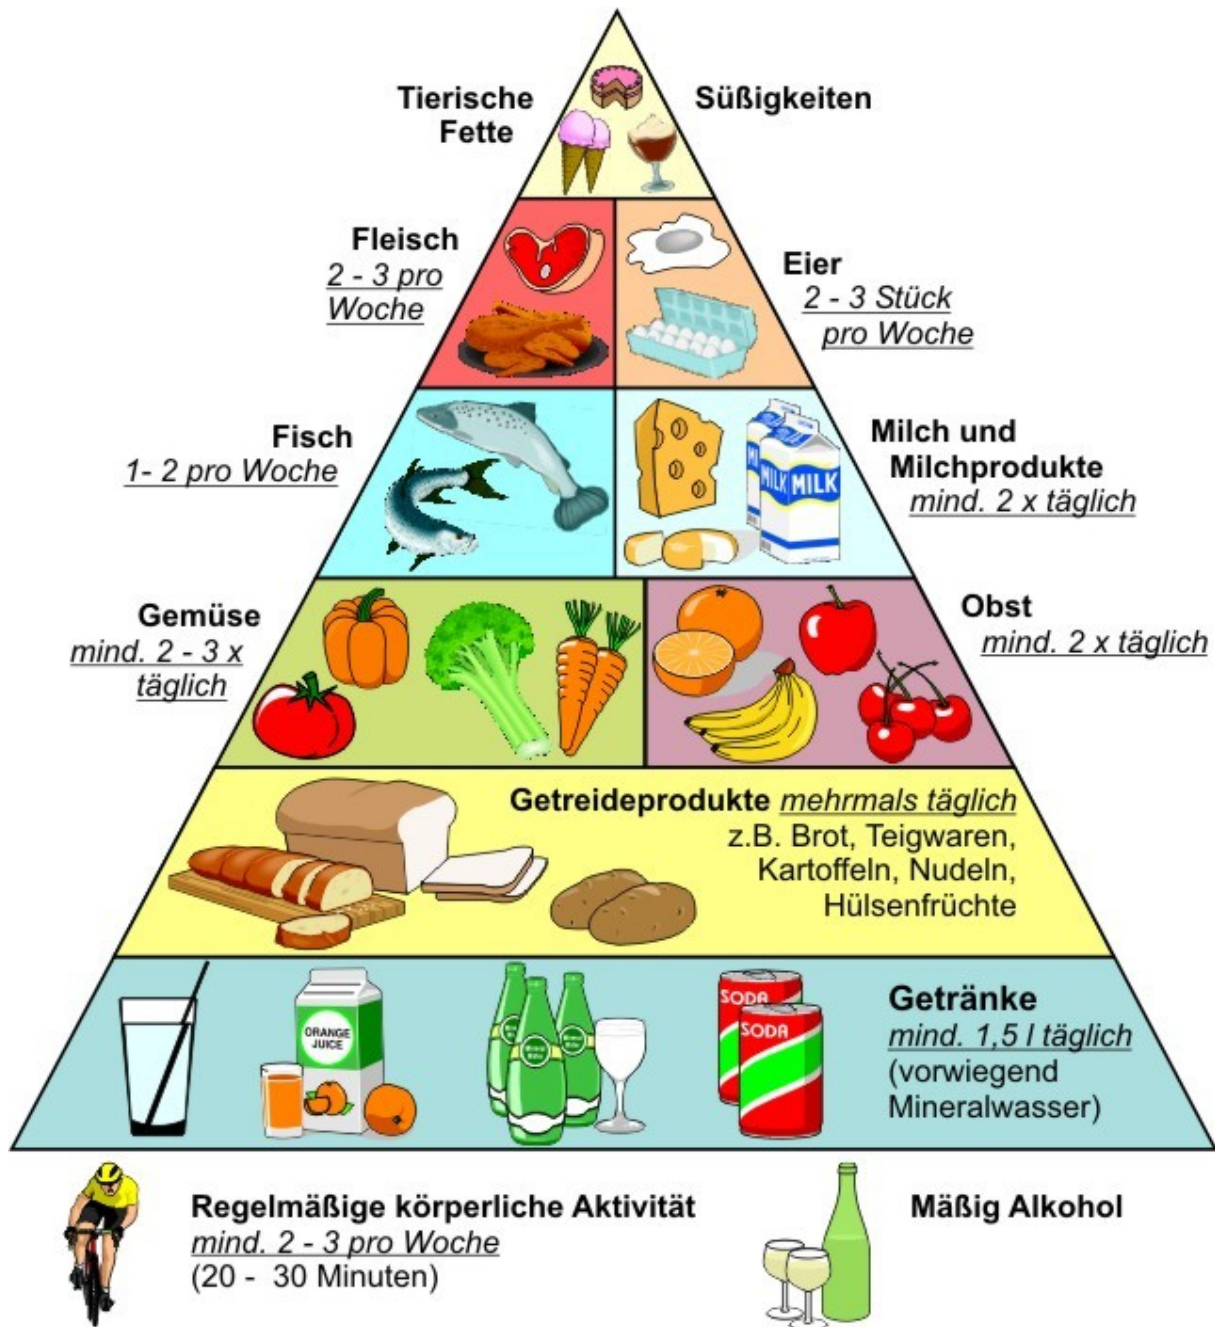 Tierische
Fette
Süßigkeiten
Fleisch
2 - 3 pro
Woche
Eier
2 - 3 Stück
pro Woche
Fisch
1- 2 pro Woche
Milch und
Milchprodukte
mind. 2 x täglich
MILK
MILK
Gemüse
mind. 2 - 3 x
täglich
Obst
mind. 2 x täglich
Getreideprodukte mehrmals täglich
z.B. Brot, Teigwaren,
Kartoffeln, Nudeln,
Hülsenfrüchte
ORANGE
JUICE
SODA
SODA
Getränke
mind. 1,5 l täglich
(vorwiegend
Mineralwasser)
Regelmäßige körperliche Aktivität
mind. 2 - 3 pro Woche
(20 -  30 Minuten)
Mäßig Alkohol